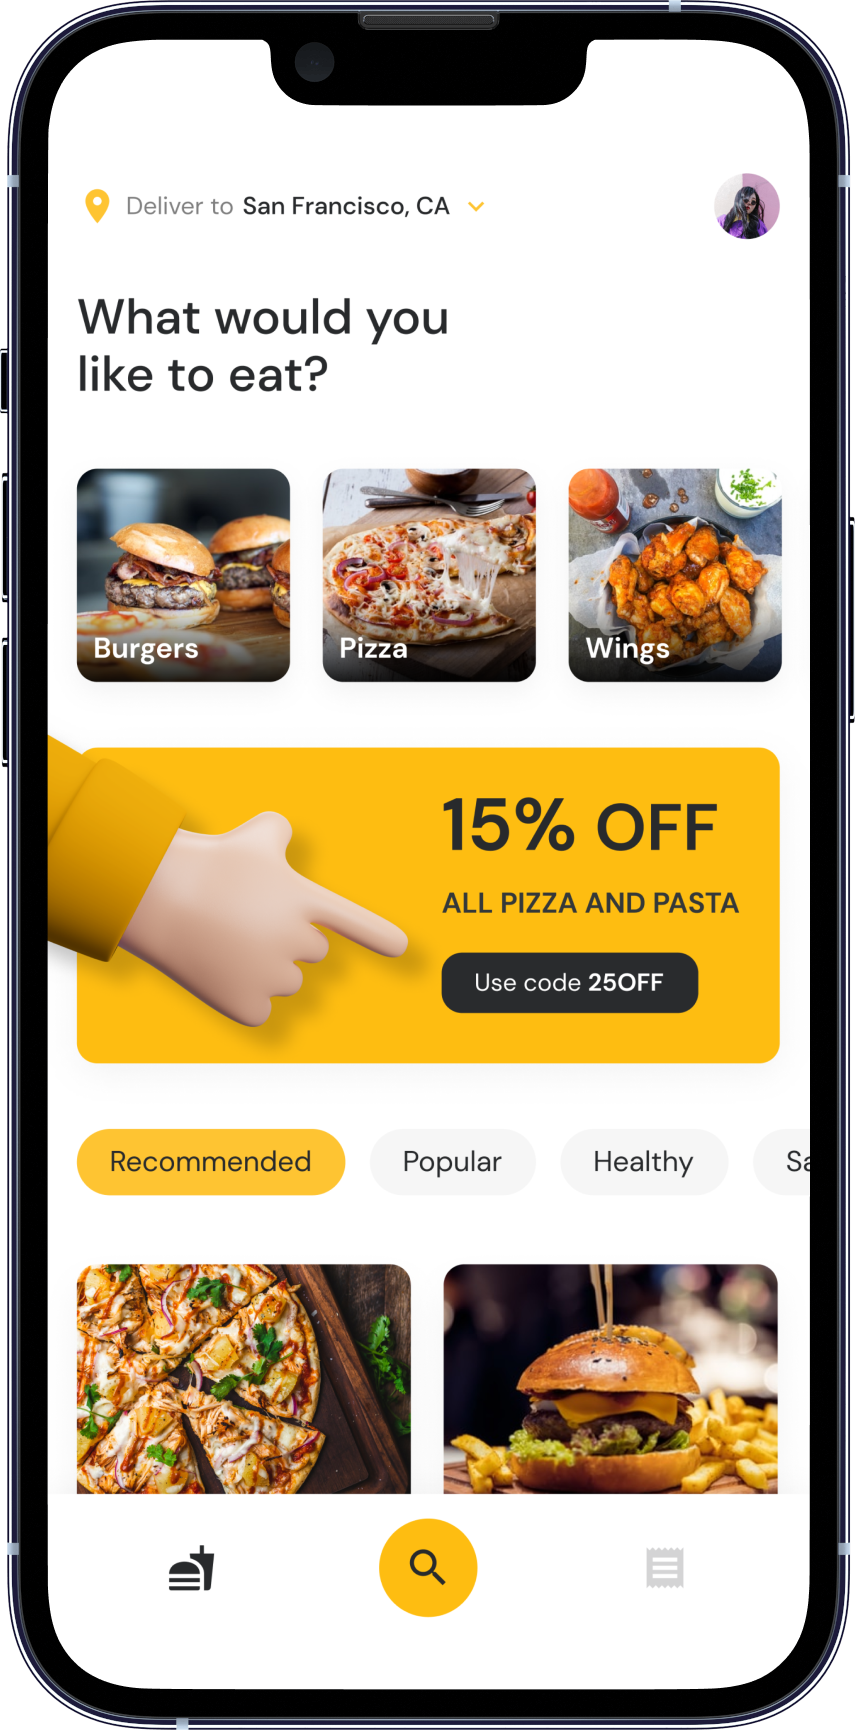 Deliver to San Francisco, CA
What would you
like to eat?
Burgers
Pizza
Wings
15% OFF
ALL PIZZA AND PASTA
Use code 25OFF
Recommended
Popular
Healthy
Sa